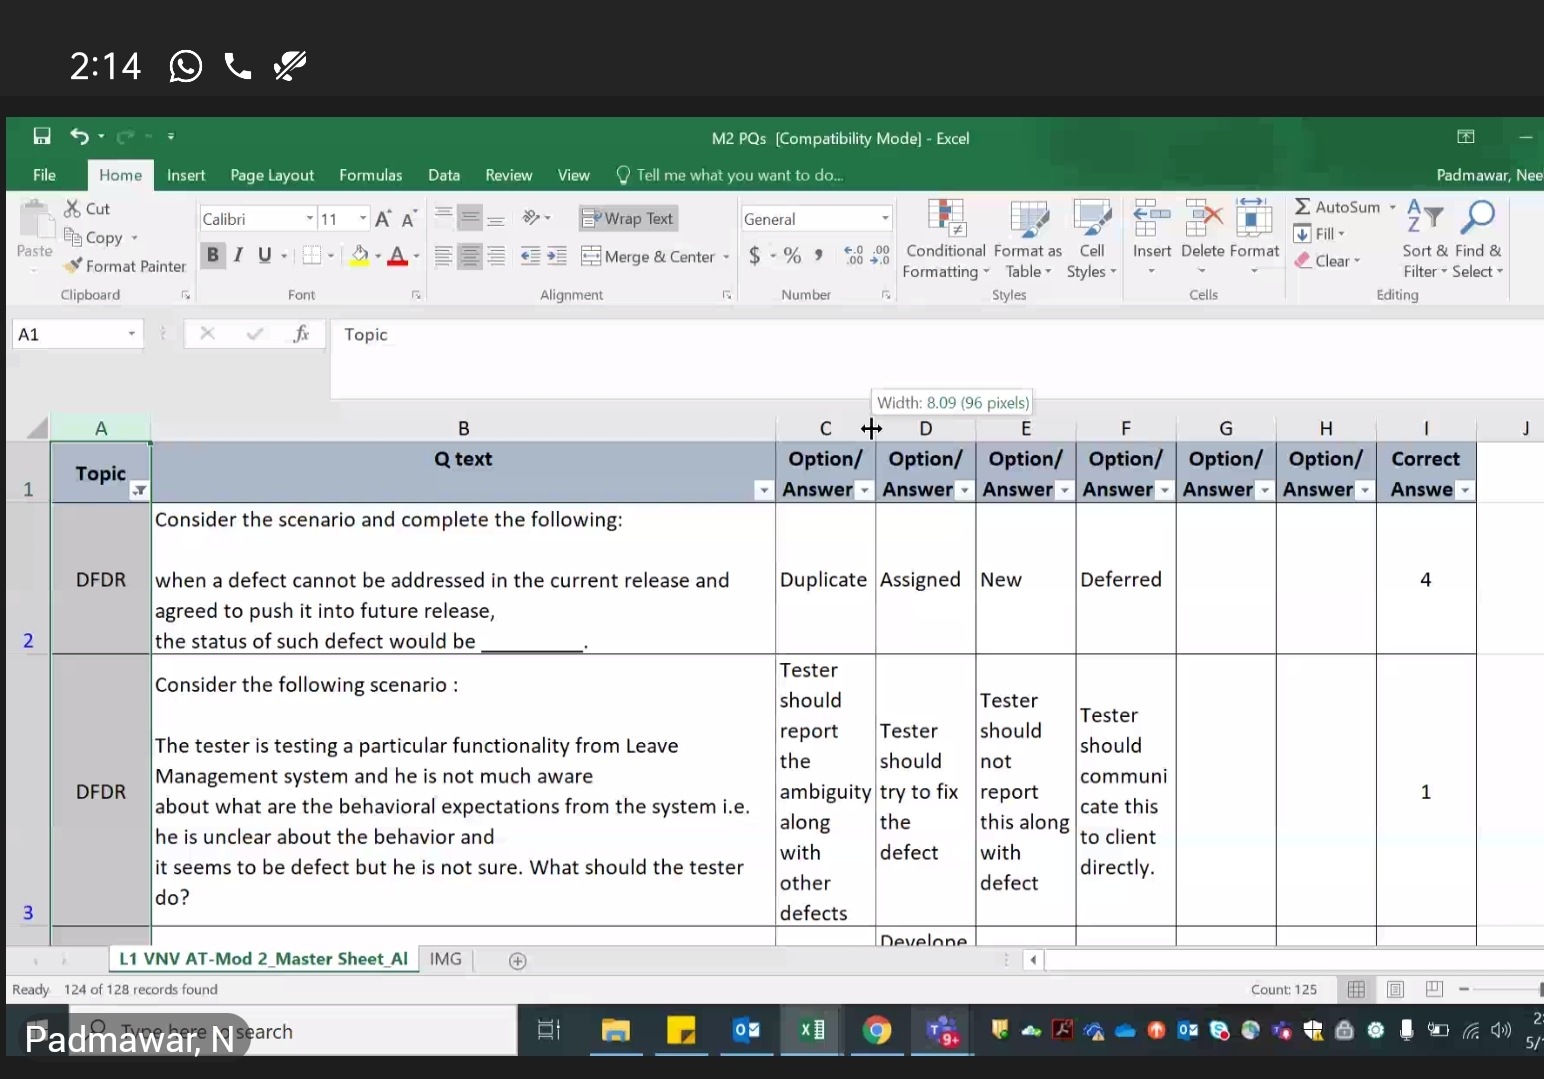 2:14
M2 PQs [Compatibility Mode] - Excel
File Home Insert Page Layout Formulas Data Review View Tell me what you want to do...
Padmawar, Nee
Paste
Cut
Copy
Format Painter
Clipboard
Calibri 11
B I U
Font
Wrap Text
Merge & Center
Alignment
General
$ % ,
Number
Conditional Formatting
Format as Table
Cell Styles
Styles
Insert Delete Format
Cells
AutoSum
Fill
Clear
Sort & Filter
Find & Select
Editing
A1
fx
Topic
Width: 8.09 (96 pixels)
A B C D E F G H I J
1
Topic
Q text
Option/
Answer
Option/
Answer
Option/
Answer
Option/
Answer
Option/
Answer
Option/
Answer
Correct
Answe
2
DFDR
Consider the scenario and complete the following:
when a defect cannot be addressed in the current release and
agreed to push it into future release,
the status of such defect would be __________.
Duplicate
Assigned
New
Deferred
4
3
DFDR
Consider the following scenario :
The tester is testing a particular functionality from Leave
Management system and he is not much aware
about what are the behavioral expectations from the system i.e.
he is unclear about the behavior and
it seems to be defect but he is not sure. What should the tester
do?
Tester
should
report
the
ambiguity
along
with
other
defects
Tester
should
try to fix
the
defect
Tester
should
not
report
this along
with
defect
Tester
should
communi
cate this
to client
directly.
1
Develope
L1 VNV AT-Mod 2_Master Sheet_Al
IMG
Ready 124 of 128 records found
Count: 125
Type here to search
Padmawar, N
9+
5/